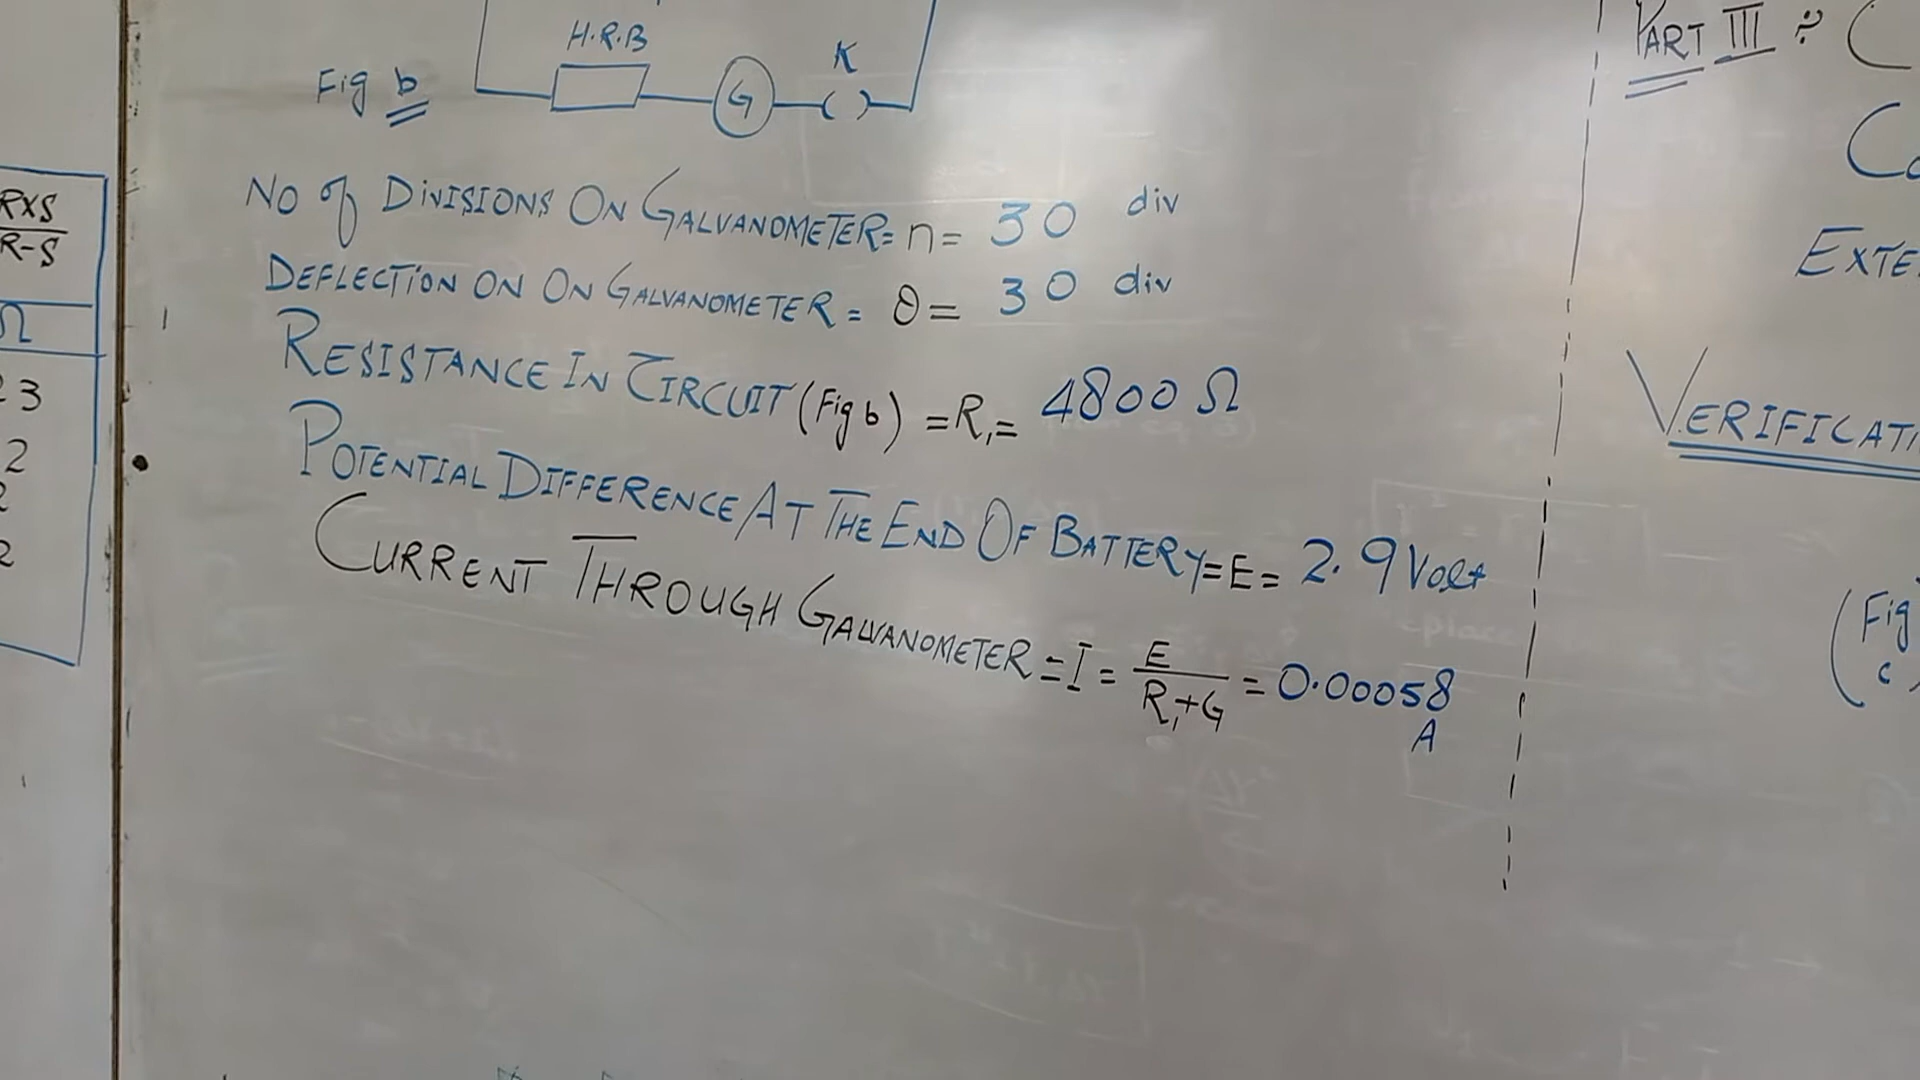 H.R.B
K
Fig b
G
No of DIVISIONS ON GALVANOMETER= n= 30 div
DEFLECTION ON ON GALVANOMETER = θ= 30 div
RESISTANCE IN CIRCUIT (Fig b) =R₁= 4800 Ω
POTENTIAL DIFFERENCE AT THE END OF BATTERY=E= 2.9 Volt
CURRENT THROUGH GALVANOMETER=I= E/R₁+G = 0.00058
A
RXS
R-S
Ω
3
2
2
2
PART III :
EXTE
VERIFICATI
(Fig
c